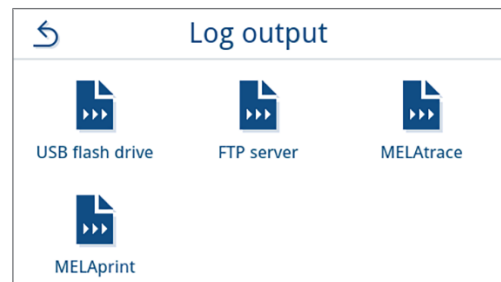 Log output
USB flash drive
FTP server
MELAtrace
MELAprint